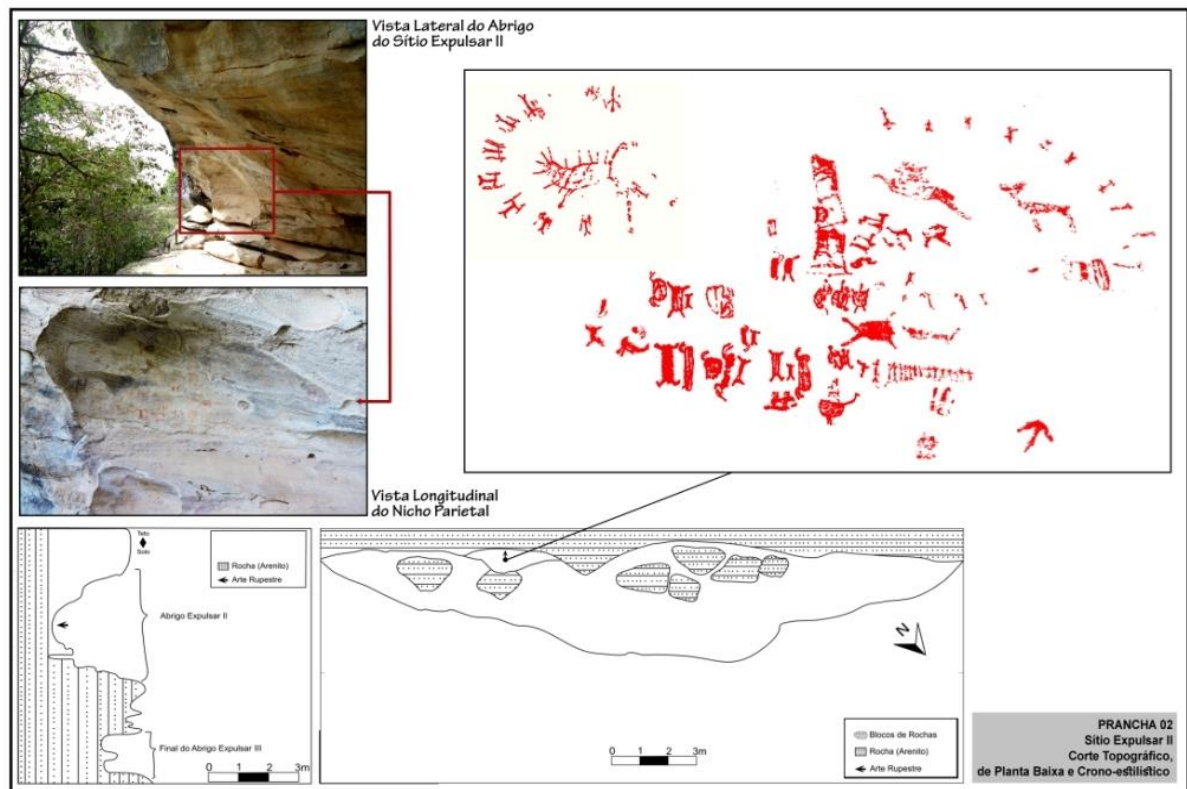 Vista Lateral do Abrigo
do Sítio Expulsar II
Vista Longitudinal
do Nicho Parietal
Teto
Solo
Rocha (Arenito)
Arte Rupestre
Abrigo Expulsar II
Final do Abrigo Expulsar III
0 1 2 3m
N
0 1 2 3m
Blocos de Rochas
Rocha (Arenito)
Arte Rupestre
PRANCHA 02
Sítio Expulsar II
Corte Topográfico,
de Planta Baixa e Crono-estilístico